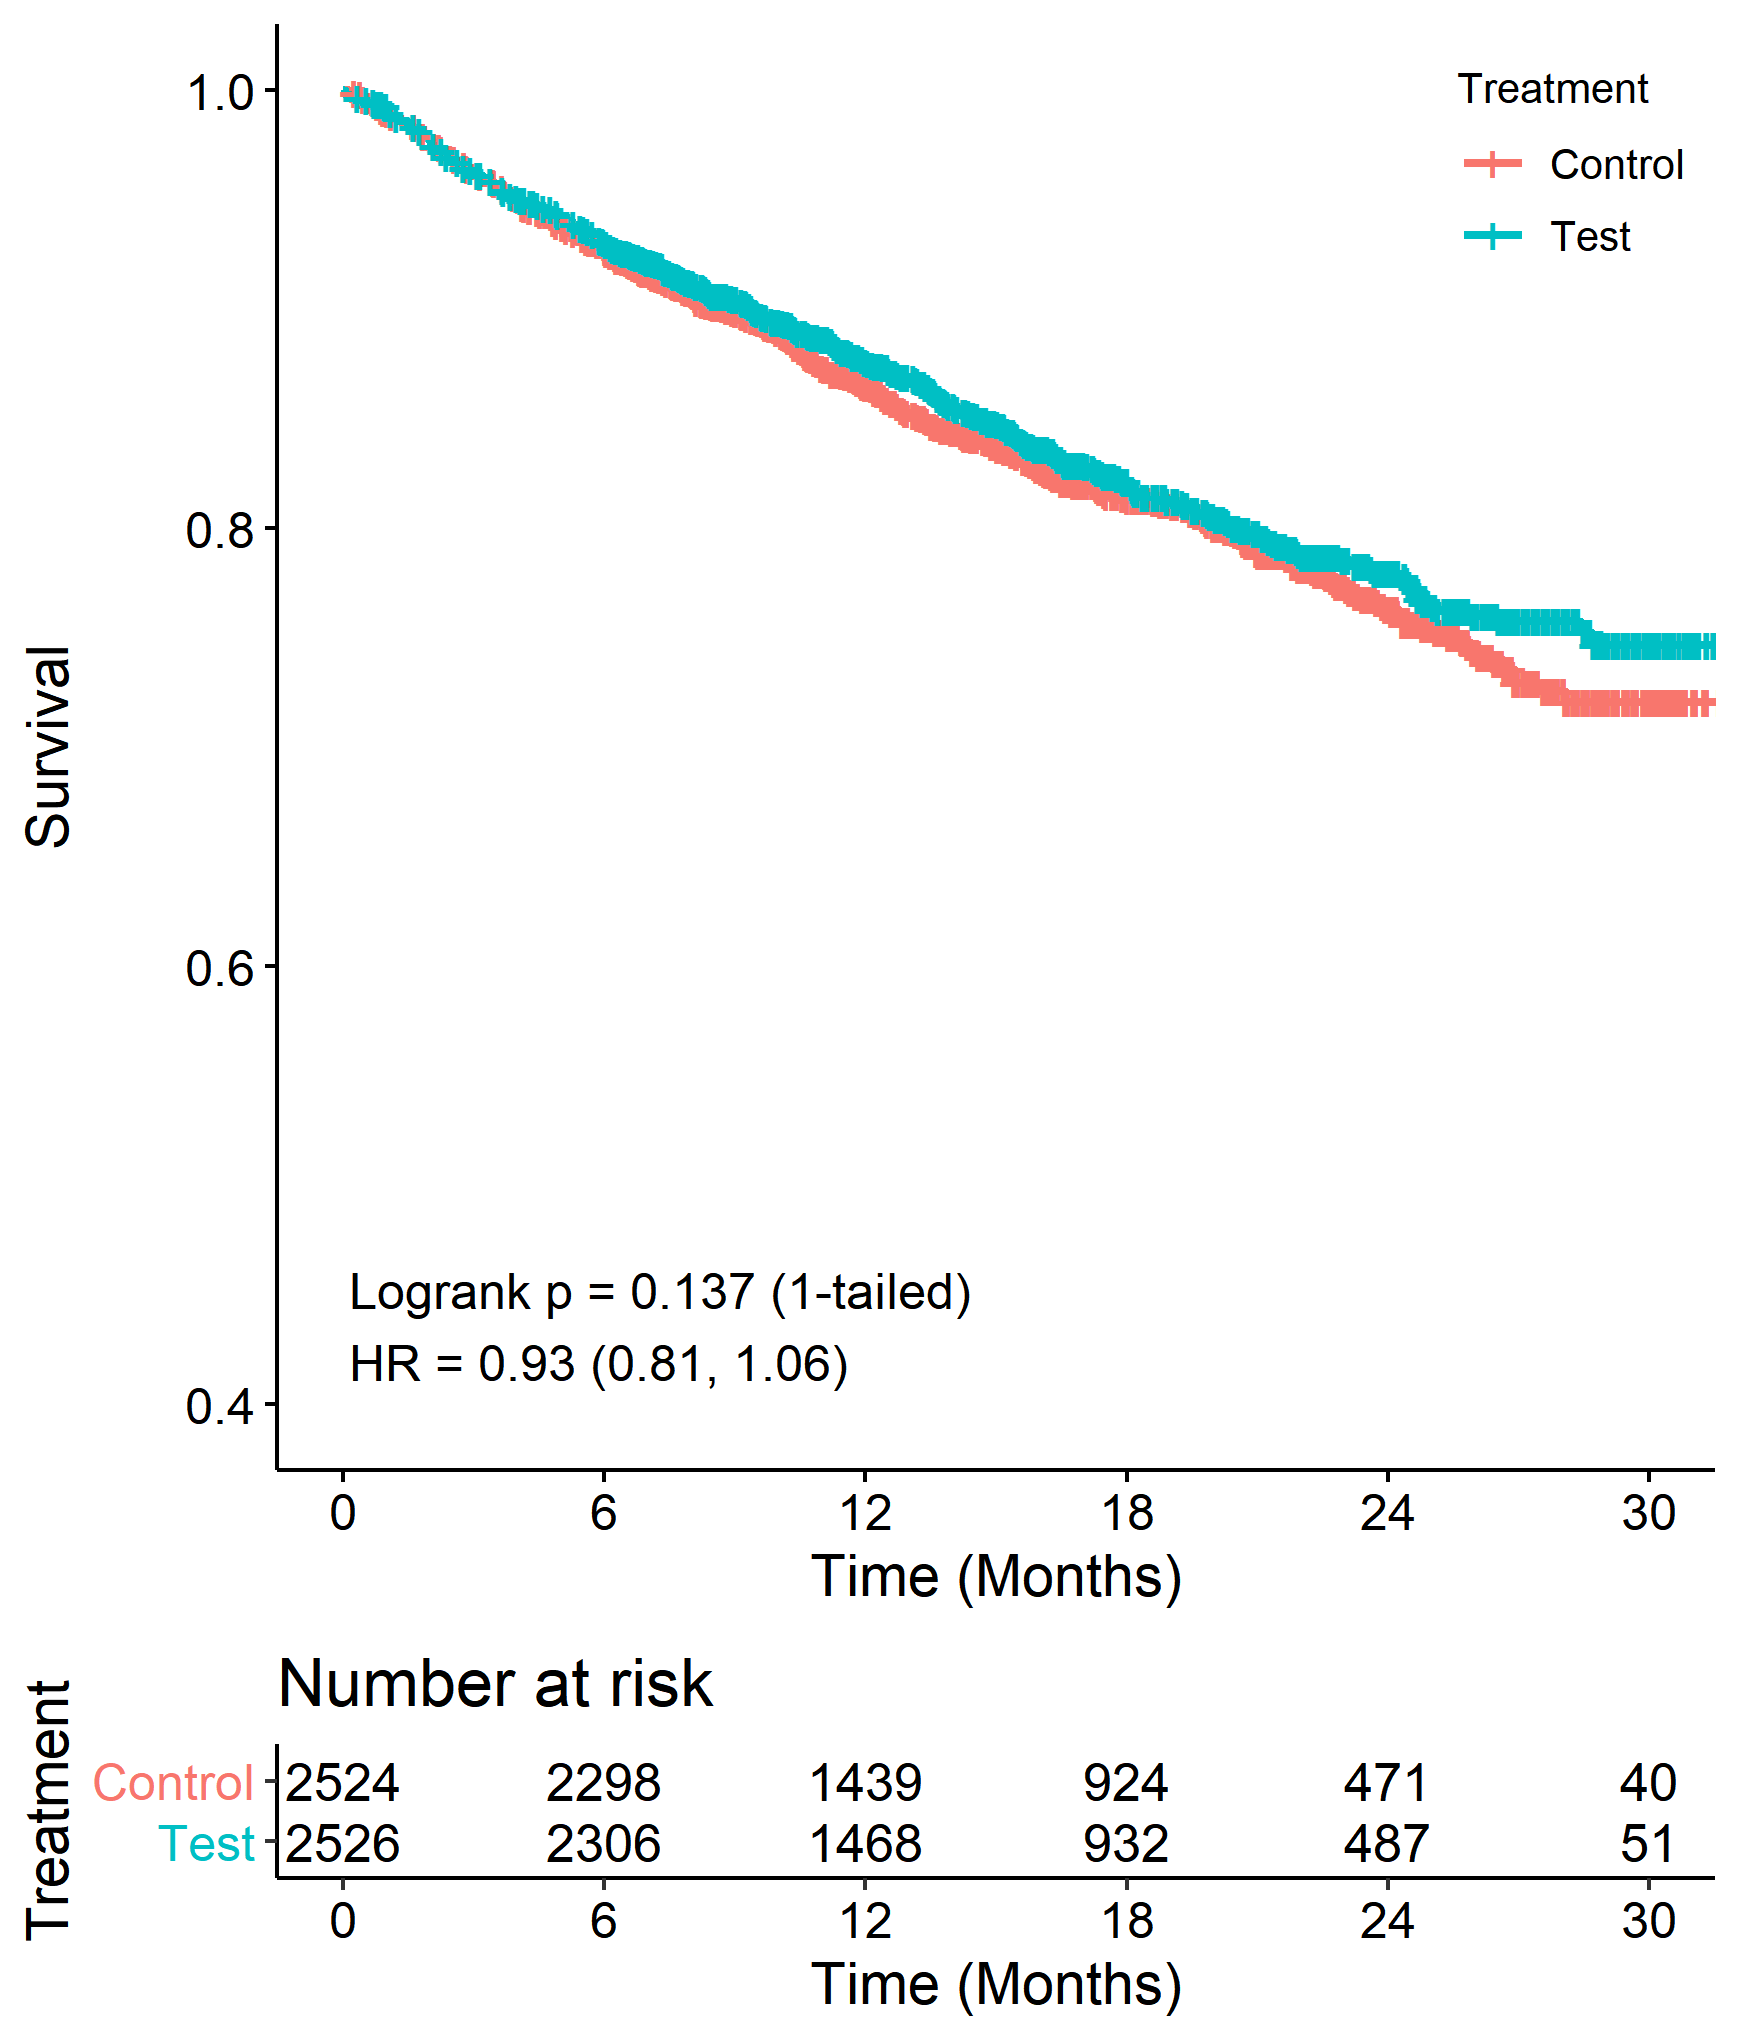 Treatment
Control
Test
1.0
0.8
0.6
0.4
Survival
Logrank p = 0.137 (1-tailed)
HR = 0.93 (0.81, 1.06)
0 6 12 18 24 30
Time (Months)
Number at risk
Treatment
Control 2524 2298 1439 924 471 40
Test 2526 2306 1468 932 487 51
0 6 12 18 24 30
Time (Months)